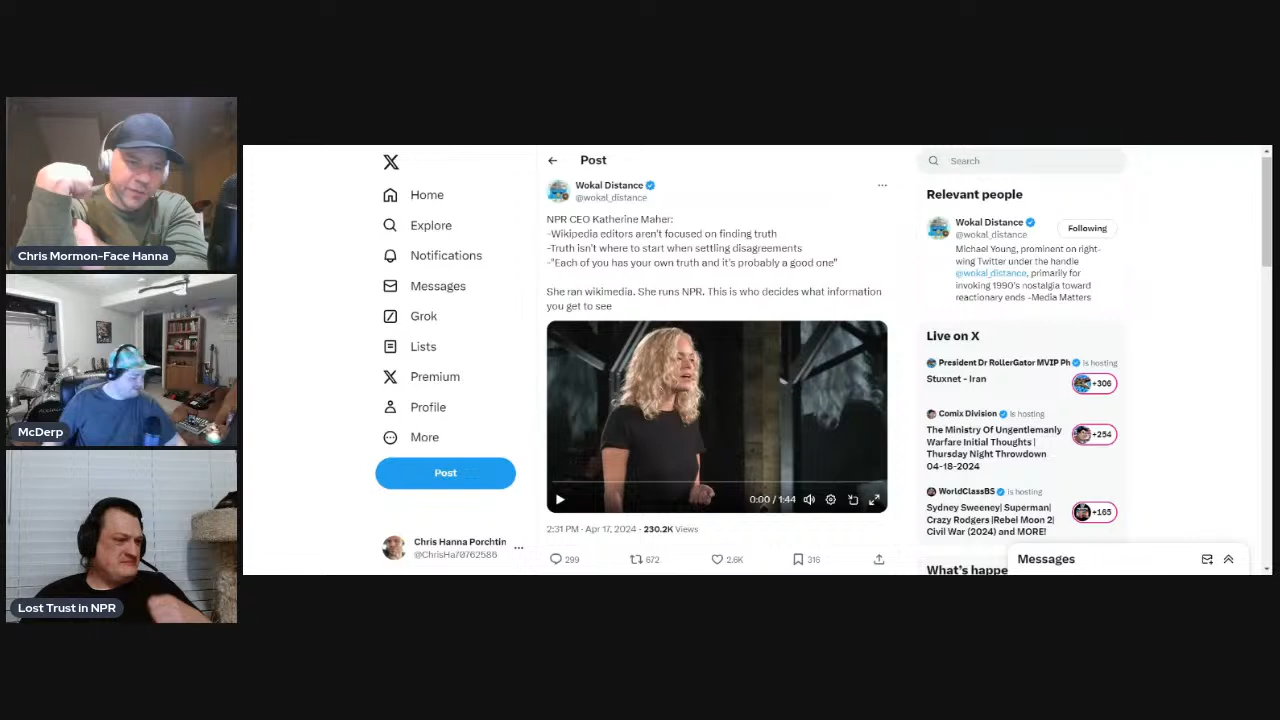 Chris Mormon-Face Hanna
McDerp
Lost Trust in NPR
Home
Explore
Notifications
Messages
Grok
Lists
Premium
Profile
More
Post
Chris Hanna Porchtin
@ChrisHa70762586
Post
Wokal Distance
@wokal_distance
NPR CEO Katherine Maher:
-Wikipedia editors aren't focused on finding truth
-Truth isn't where to start when settling disagreements
-"Each of you has your own truth and it's probably a good one"
She ran wikimedia. She runs NPR. This is who decides what information
you get to see
0:00 / 1:44
2:31 PM · Apr 17, 2024 · 230.2K Views
299
672
2.6K
316
Search
Relevant people
Wokal Distance
@wokal_distance
Following
Michael Young, prominent on right-
wing Twitter under the handle
@wokal_distance, primarily for
invoking 1990's nostalgia toward
reactionary ends -Media Matters
Live on X
President Dr RollerGator MVIP Ph is hosting
Stuxnet - Iran
+306
Comix Division is hosting
The Ministry Of Ungentlemanly
Warfare Initial Thoughts |
Thursday Night Throwdown
04-18-2024
+254
WorldClassBS is hosting
Sydney Sweeney| Superman|
Crazy Rodgers |Rebel Moon 2|
Civil War (2024) and MORE!
+165
What's happe
Messages